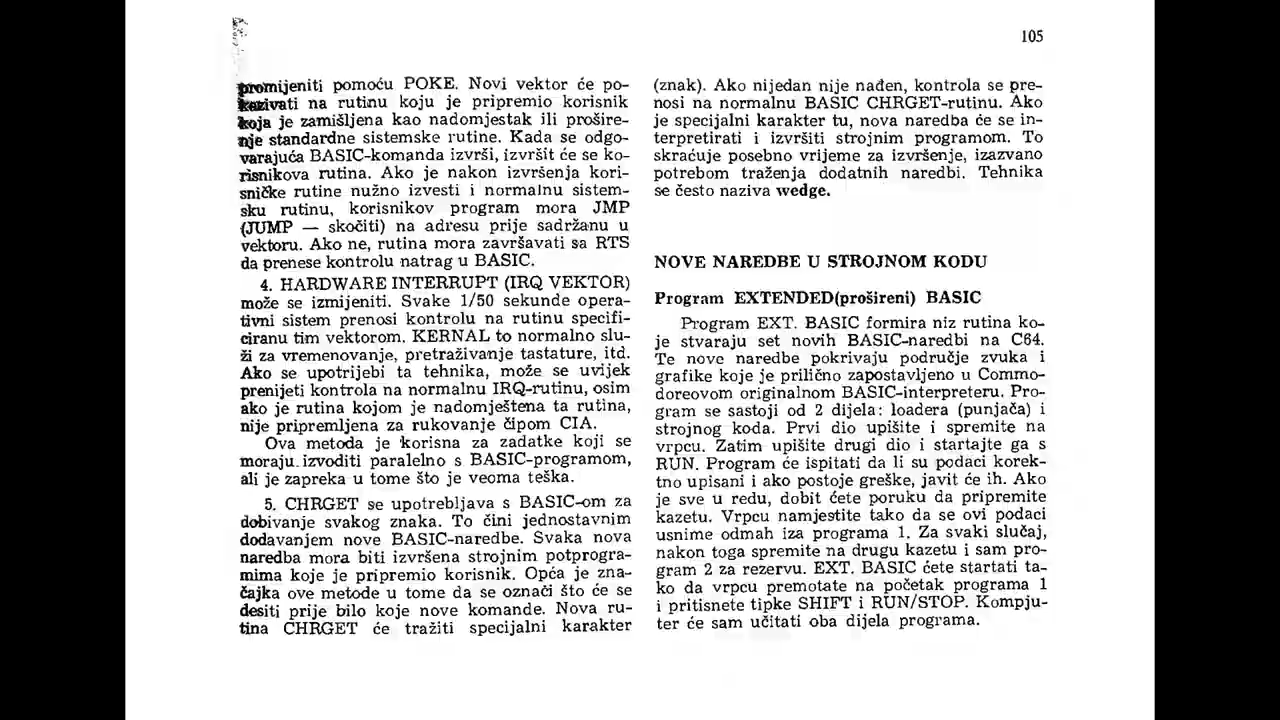 105
promijeniti pomoću POKE. Novi vektor će po-
kazivati na rutinu koju je pripremio korisnik
koja je zamišljena kao nadomjestak ili prošire-
nje standardne sistemske rutine. Kada se odgo-
varajuća BASIC-komanda izvrši, izvršit će se ko-
risnikova rutina. Ako je nakon izvršenja kori-
sničke rutine nužno izvesti i normalnu sistem-
sku rutinu, korisnikov program mora JMP
(JUMP — skočiti) na adresu prije sadržanu u
vektoru. Ako ne, rutina mora završavati sa RTS
da prenese kontrolu natrag u BASIC.
4. HARDWARE INTERRUPT (IRQ VEKTOR)
može se izmijeniti. Svake 1/50 sekunde opera-
tivni sistem prenosi kontrolu na rutinu specifi-
ciranu tim vektorom. KERNAL to normalno slu-
ži za vremenovanje, pretraživanje tastature, itd.
Ako se upotrijebi ta tehnika, može se uvijek
prenijeti kontrola na normalnu IRQ-rutinu, osim
ako je rutina kojom je nadomještena ta rutina,
nije pripremljena za rukovanje čipom CIA.
Ova metoda je korisna za zadatke koji se
moraju izvoditi paralelno s BASIC-programom,
ali je zapreka u tome što je veoma teška.
5. CHRGET se upotrebljava s BASIC-om za
dobivanje svakog znaka. To čini jednostavnim
dodavanjem nove BASIC-naredbe. Svaka nova
naredba mora biti izvršena strojnim potprogra-
mima koje je pripremio korisnik. Opća je zna-
čajka ove metode u tome da se označi što će se
desiti prije bilo koje nove komande. Nova ru-
tina CHRGET će tražiti specijalni karakter
(znak). Ako nijedan nije nađen, kontrola se pre-
nosi na normalnu BASIC CHRGET-rutinu. Ako
je specijalni karakter tu, nova naredba će se in-
terpretirati i izvršiti strojnim programom. To
skraćuje posebno vrijeme za izvršenje, izazvano
potrebom traženja dodatnih naredbi. Tehnika
se često naziva wedge.
NOVE NAREDBE U STROJNOM KODU
Program EXTENDED(prošireni) BASIC
Program EXT. BASIC formira niz rutina ko-
je stvaraju set novih BASIC-naredbi na C64.
Te nove naredbe pokrivaju područje zvuka i
grafike koje je prilično zapostavljeno u Commo-
doreovom originalnom BASIC-interpreteru. Pro-
gram se sastoji od 2 dijela: loadera (punjača) i
strojnog koda. Prvi dio upišite i spremite na
vrpcu. Zatim upišite drugi dio i startajte ga s
RUN. Program će ispitati da li su podaci korek-
tno upisani i ako postoje greške, javit će ih. Ako
je sve u redu, dobit ćete poruku da pripremite
kazetu. Vrpcu namjestite tako da se ovi podaci
usnime odmah iza programa 1. Za svaki slučaj,
nakon toga spremite na drugu kazetu i sam pro-
gram 2 za rezervu. EXT. BASIC ćete startati ta-
ko da vrpcu premotate na početak programa 1
i pritisnete tipke SHIFT i RUN/STOP. Kompju-
ter će sam učitati oba dijela programa.